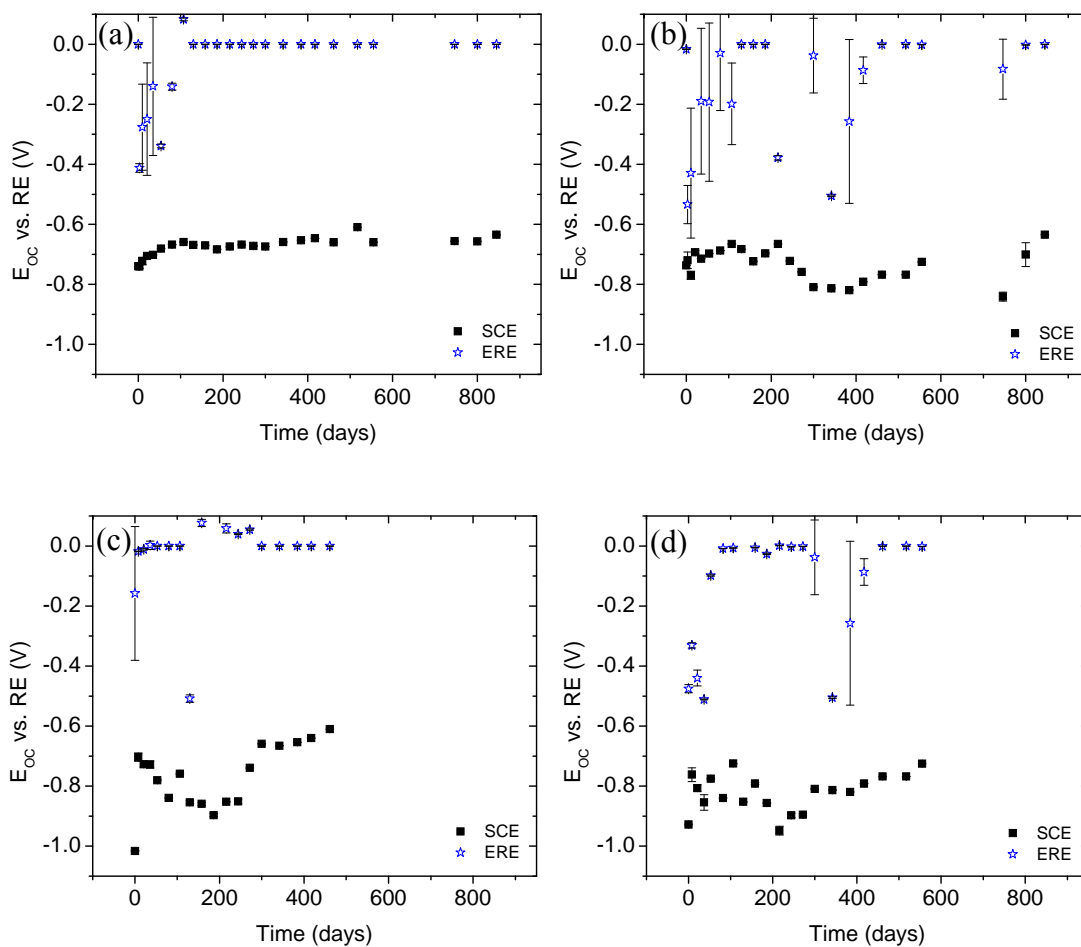 (a)
0.0
-0.2
-0.4
-0.6
-0.8
-1.0
E_OC vs. RE (V)
SCE
ERE
0 200 400 600 800
Time (days)
(b)
0.0
-0.2
-0.4
-0.6
-0.8
-1.0
E_OC vs. RE (V)
SCE
ERE
0 200 400 600 800
Time (days)
(c)
0.0
-0.2
-0.4
-0.6
-0.8
-1.0
E_OC vs. RE (V)
SCE
ERE
0 200 400 600 800
Time (days)
(d)
0.0
-0.2
-0.4
-0.6
-0.8
-1.0
E_OC vs. RE (V)
SCE
ERE
0 200 400 600 800
Time (days)